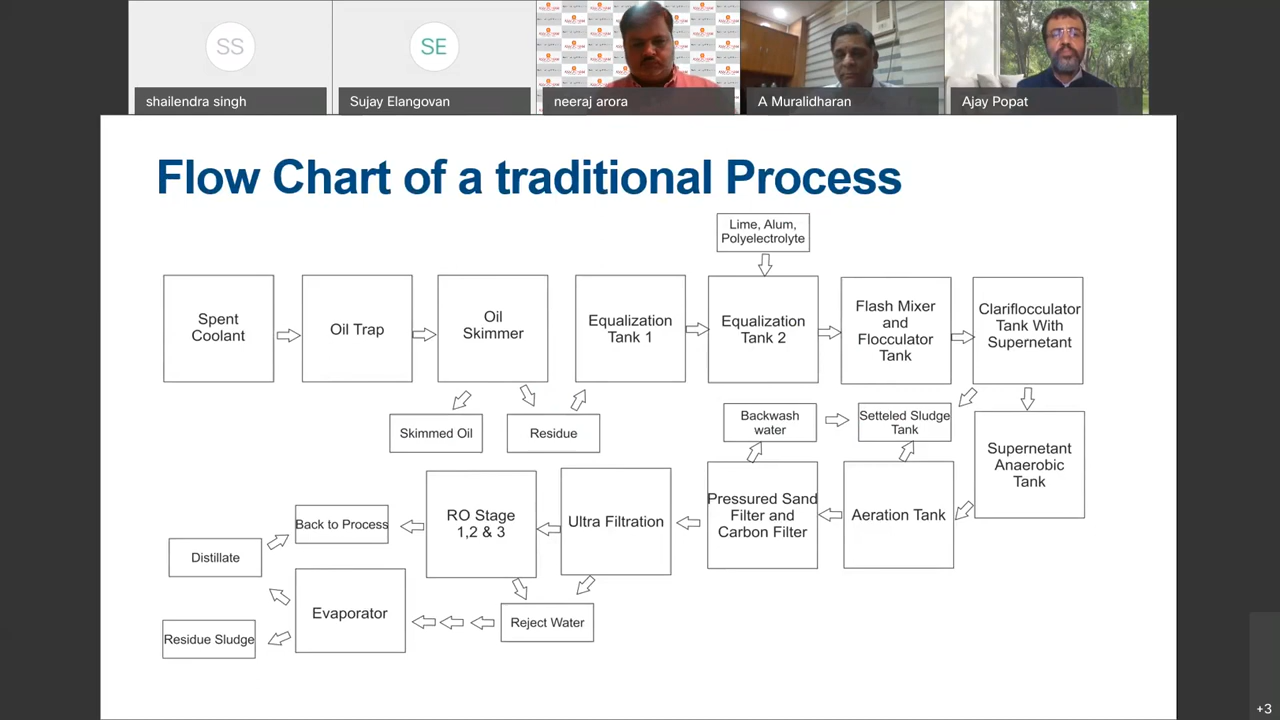 SS
SE
shailendra singh
Sujay Elangovan
neeraj arora
A Muralidharan
Ajay Popat
Flow Chart of a traditional Process
Lime, Alum,
Polyelectrolyte
Spent
Coolant
Oil Trap
Oil
Skimmer
Equalization
Tank 1
Equalization
Tank 2
Flash Mixer
and
Flocculator
Tank
Clariflocculator
Tank With
Supernetant
Skimmed Oil
Residue
Backwash
water
Setteled Sludge
Tank
Supernetant
Anaerobic
Tank
Back to Process
RO Stage
1,2 & 3
Ultra Filtration
Pressured Sand
Filter and
Carbon Filter
Aeration Tank
Distillate
Evaporator
Reject Water
Residue Sludge
+3